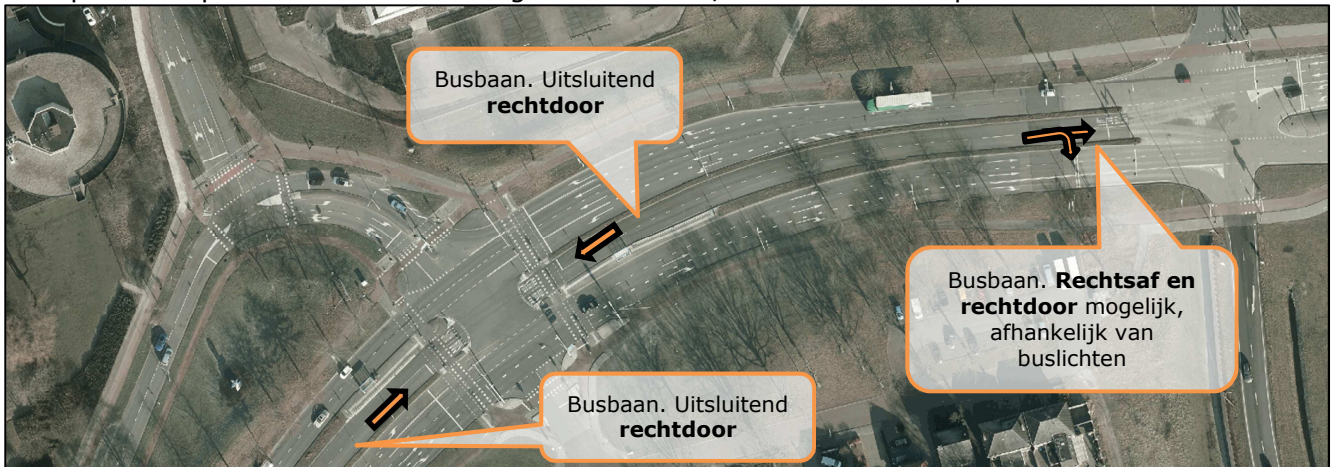 Busbaan. Uitsluitend
rechtdoor
Busbaan. Rechtsaf en
rechtdoor mogelijk,
afhankelijk van
buslichten
Busbaan. Uitsluitend
rechtdoor